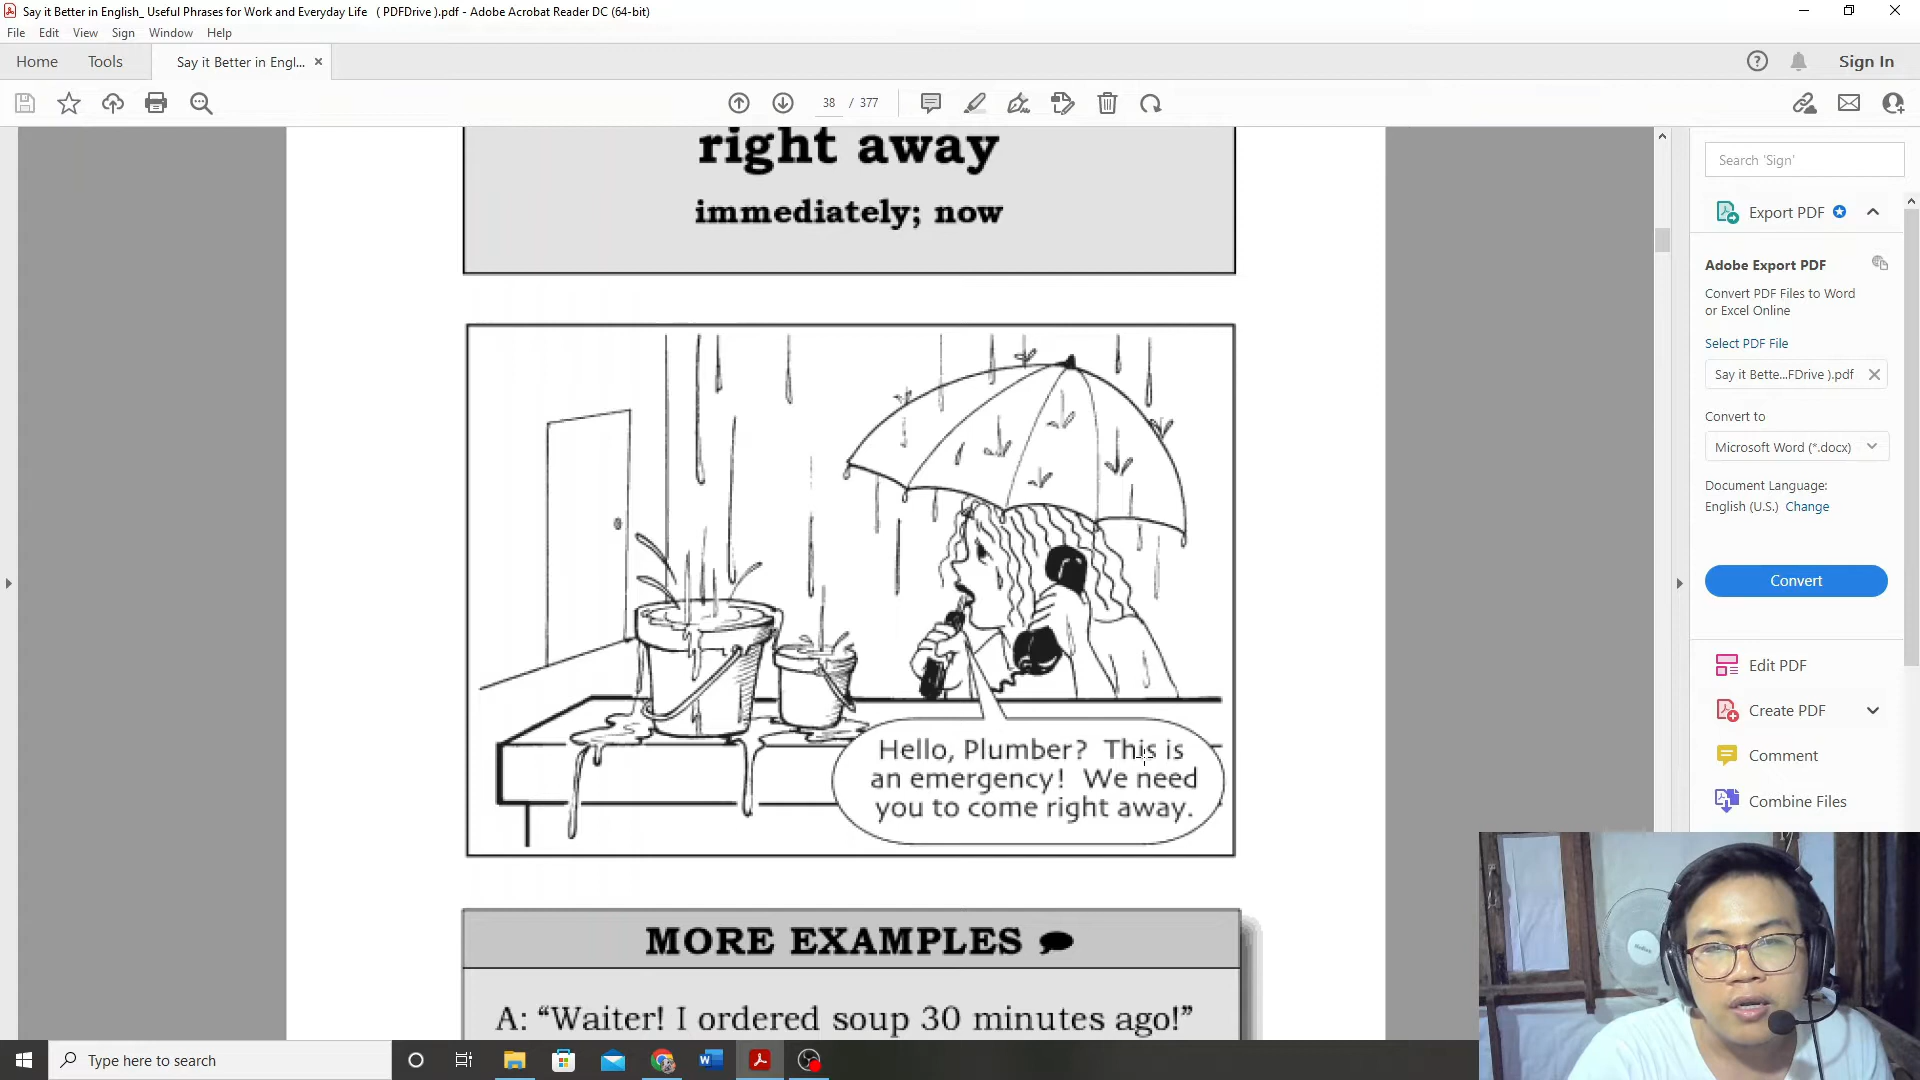 Say it Better in English_ Useful Phrases for Work and Everyday Life ( PDFDrive ).pdf - Adobe Acrobat Reader DC (64-bit)
File Edit View Sign Window Help
Home Tools Say it Better in Engl... Sign In
38 / 377
right away
immediately; now
Hello, Plumber? This is
an emergency! We need
you to come right away.
MORE EXAMPLES
A: “Waiter! I ordered soup 30 minutes ago!”
Search 'Sign'
Export PDF
Adobe Export PDF
Convert PDF Files to Word
or Excel Online
Select PDF File
Say it Bette...FDrive ).pdf
Convert to
Microsoft Word (*.docx)
Document Language:
English (U.S.) Change
Convert
Edit PDF
Create PDF
Comment
Combine Files
Type here to search